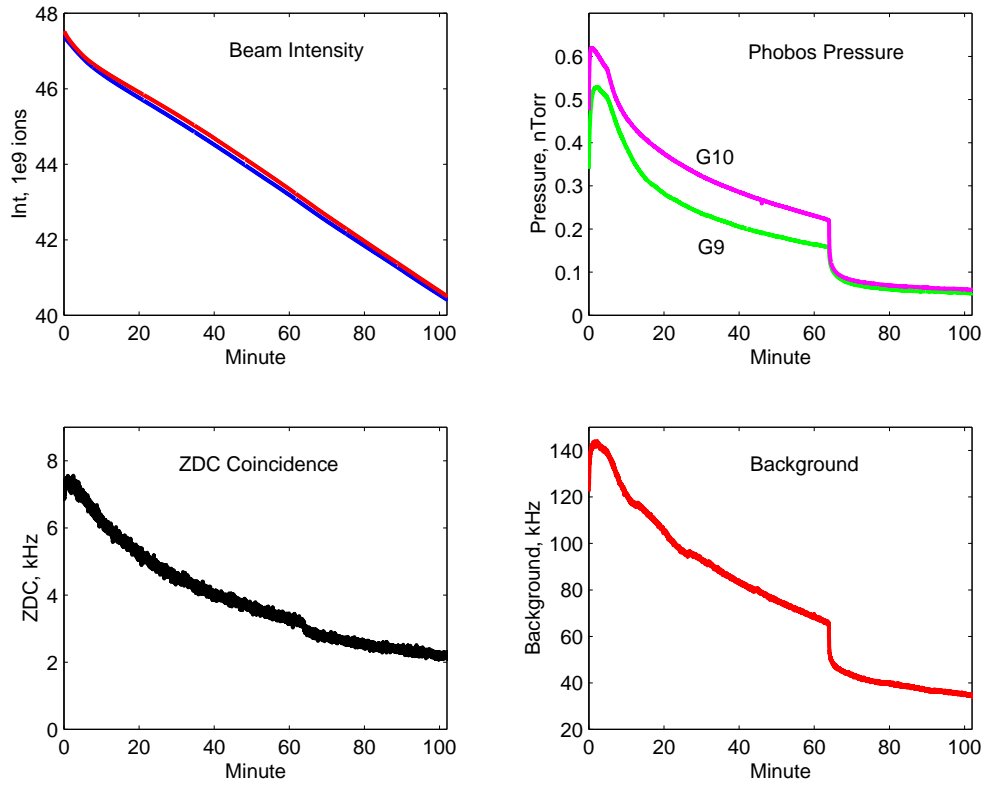 Beam Intensity
Int, 1e9 ions
48
46
44
42
40
0 20 40 60 80 100
Minute
Phobos Pressure
Pressure, nTorr
0.6
0.5
0.4
0.3
0.2
0.1
0
G10
G9
0 20 40 60 80 100
Minute
ZDC Coincidence
ZDC, kHz
8
6
4
2
0
0 20 40 60 80 100
Minute
Background
Background, kHz
140
120
100
80
60
40
20
0 20 40 60 80 100
Minute